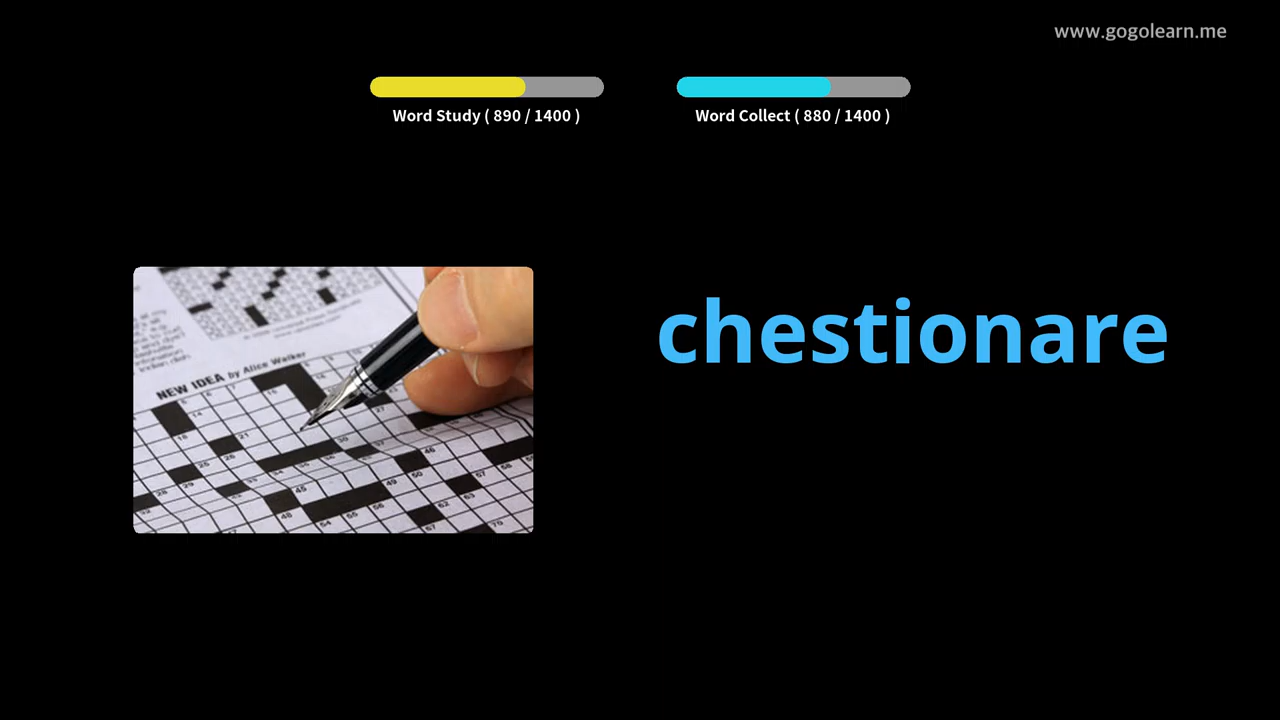 www.gogolearn.me
Word Study ( 890 / 1400 )
Word Collect ( 880 / 1400 )
chestionare
NEW IDEA by Alice Walker